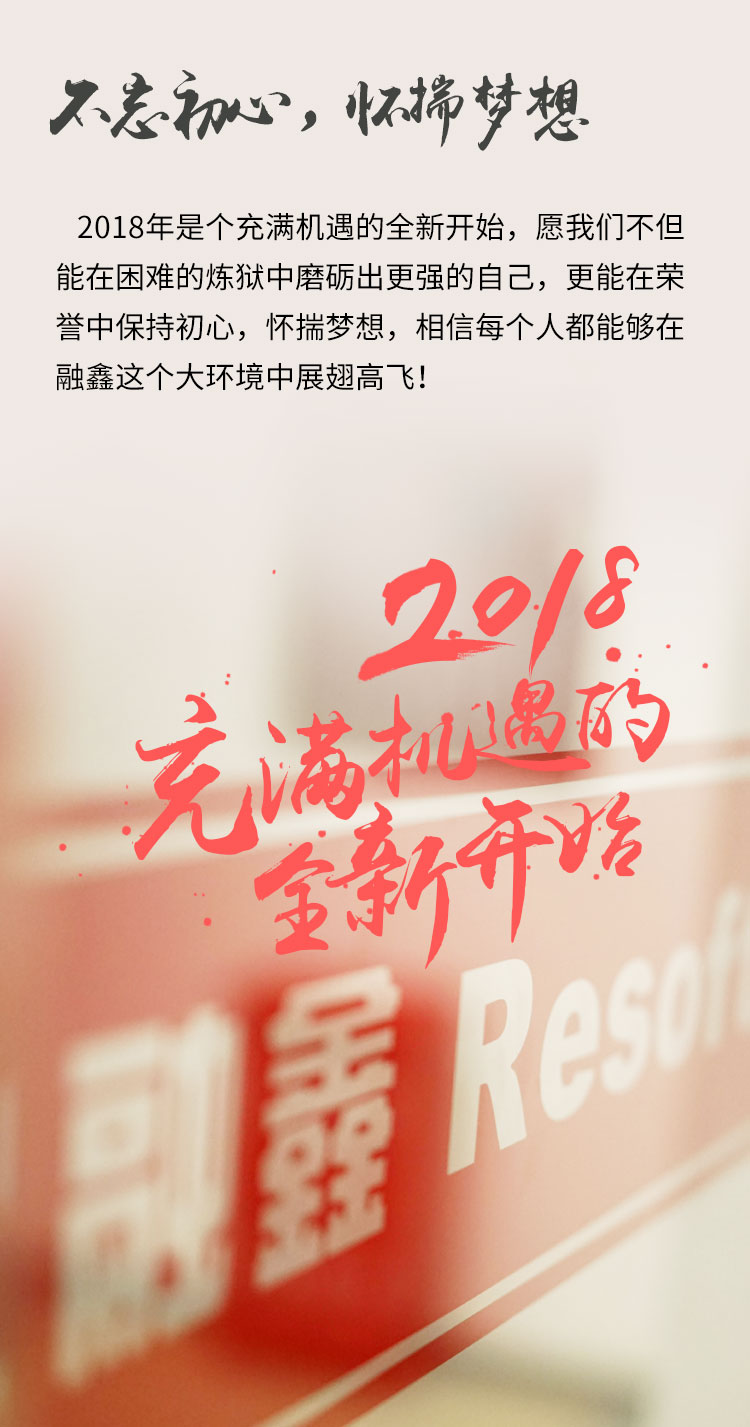 不忘初心，怀揣梦想
2018年是个充满机遇的全新开始，愿我们不但
能在困难的炼狱中磨砺出更强的自己，更能在荣
誉中保持初心，怀揣梦想，相信每个人都能够在
融鑫这个大环境中展翅高飞！
2018
充满机遇的
全新开始
融鑫 Resoft